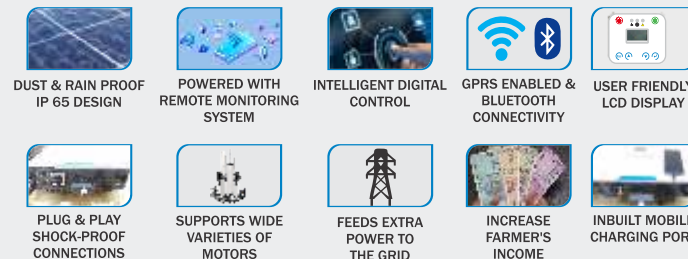 DUST & RAIN PROOF
IP 65 DESIGN
POWERED WITH
REMOTE MONITORING
SYSTEM
INTELLIGENT DIGITAL
CONTROL
GPRS ENABLED &
BLUETOOTH
CONNECTIVITY
USER FRIENDLY
LCD DISPLAY
PLUG & PLAY
SHOCK-PROOF
CONNECTIONS
SUPPORTS WIDE
VARIETIES OF
MOTORS
FEEDS EXTRA
POWER TO
THE GRID
INCREASE
FARMER'S
INCOME
INBUILT MOBILE
CHARGING PORT